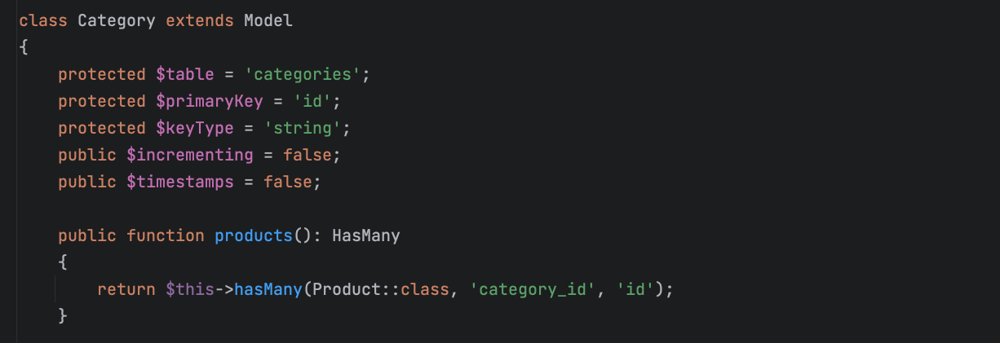 class Category extends Model
{
    protected $table = 'categories';
    protected $primaryKey = 'id';
    protected $keyType = 'string';
    public $incrementing = false;
    public $timestamps = false;

    public function products(): HasMany
    {
        return $this->hasMany(Product::class, 'category_id', 'id');
    }